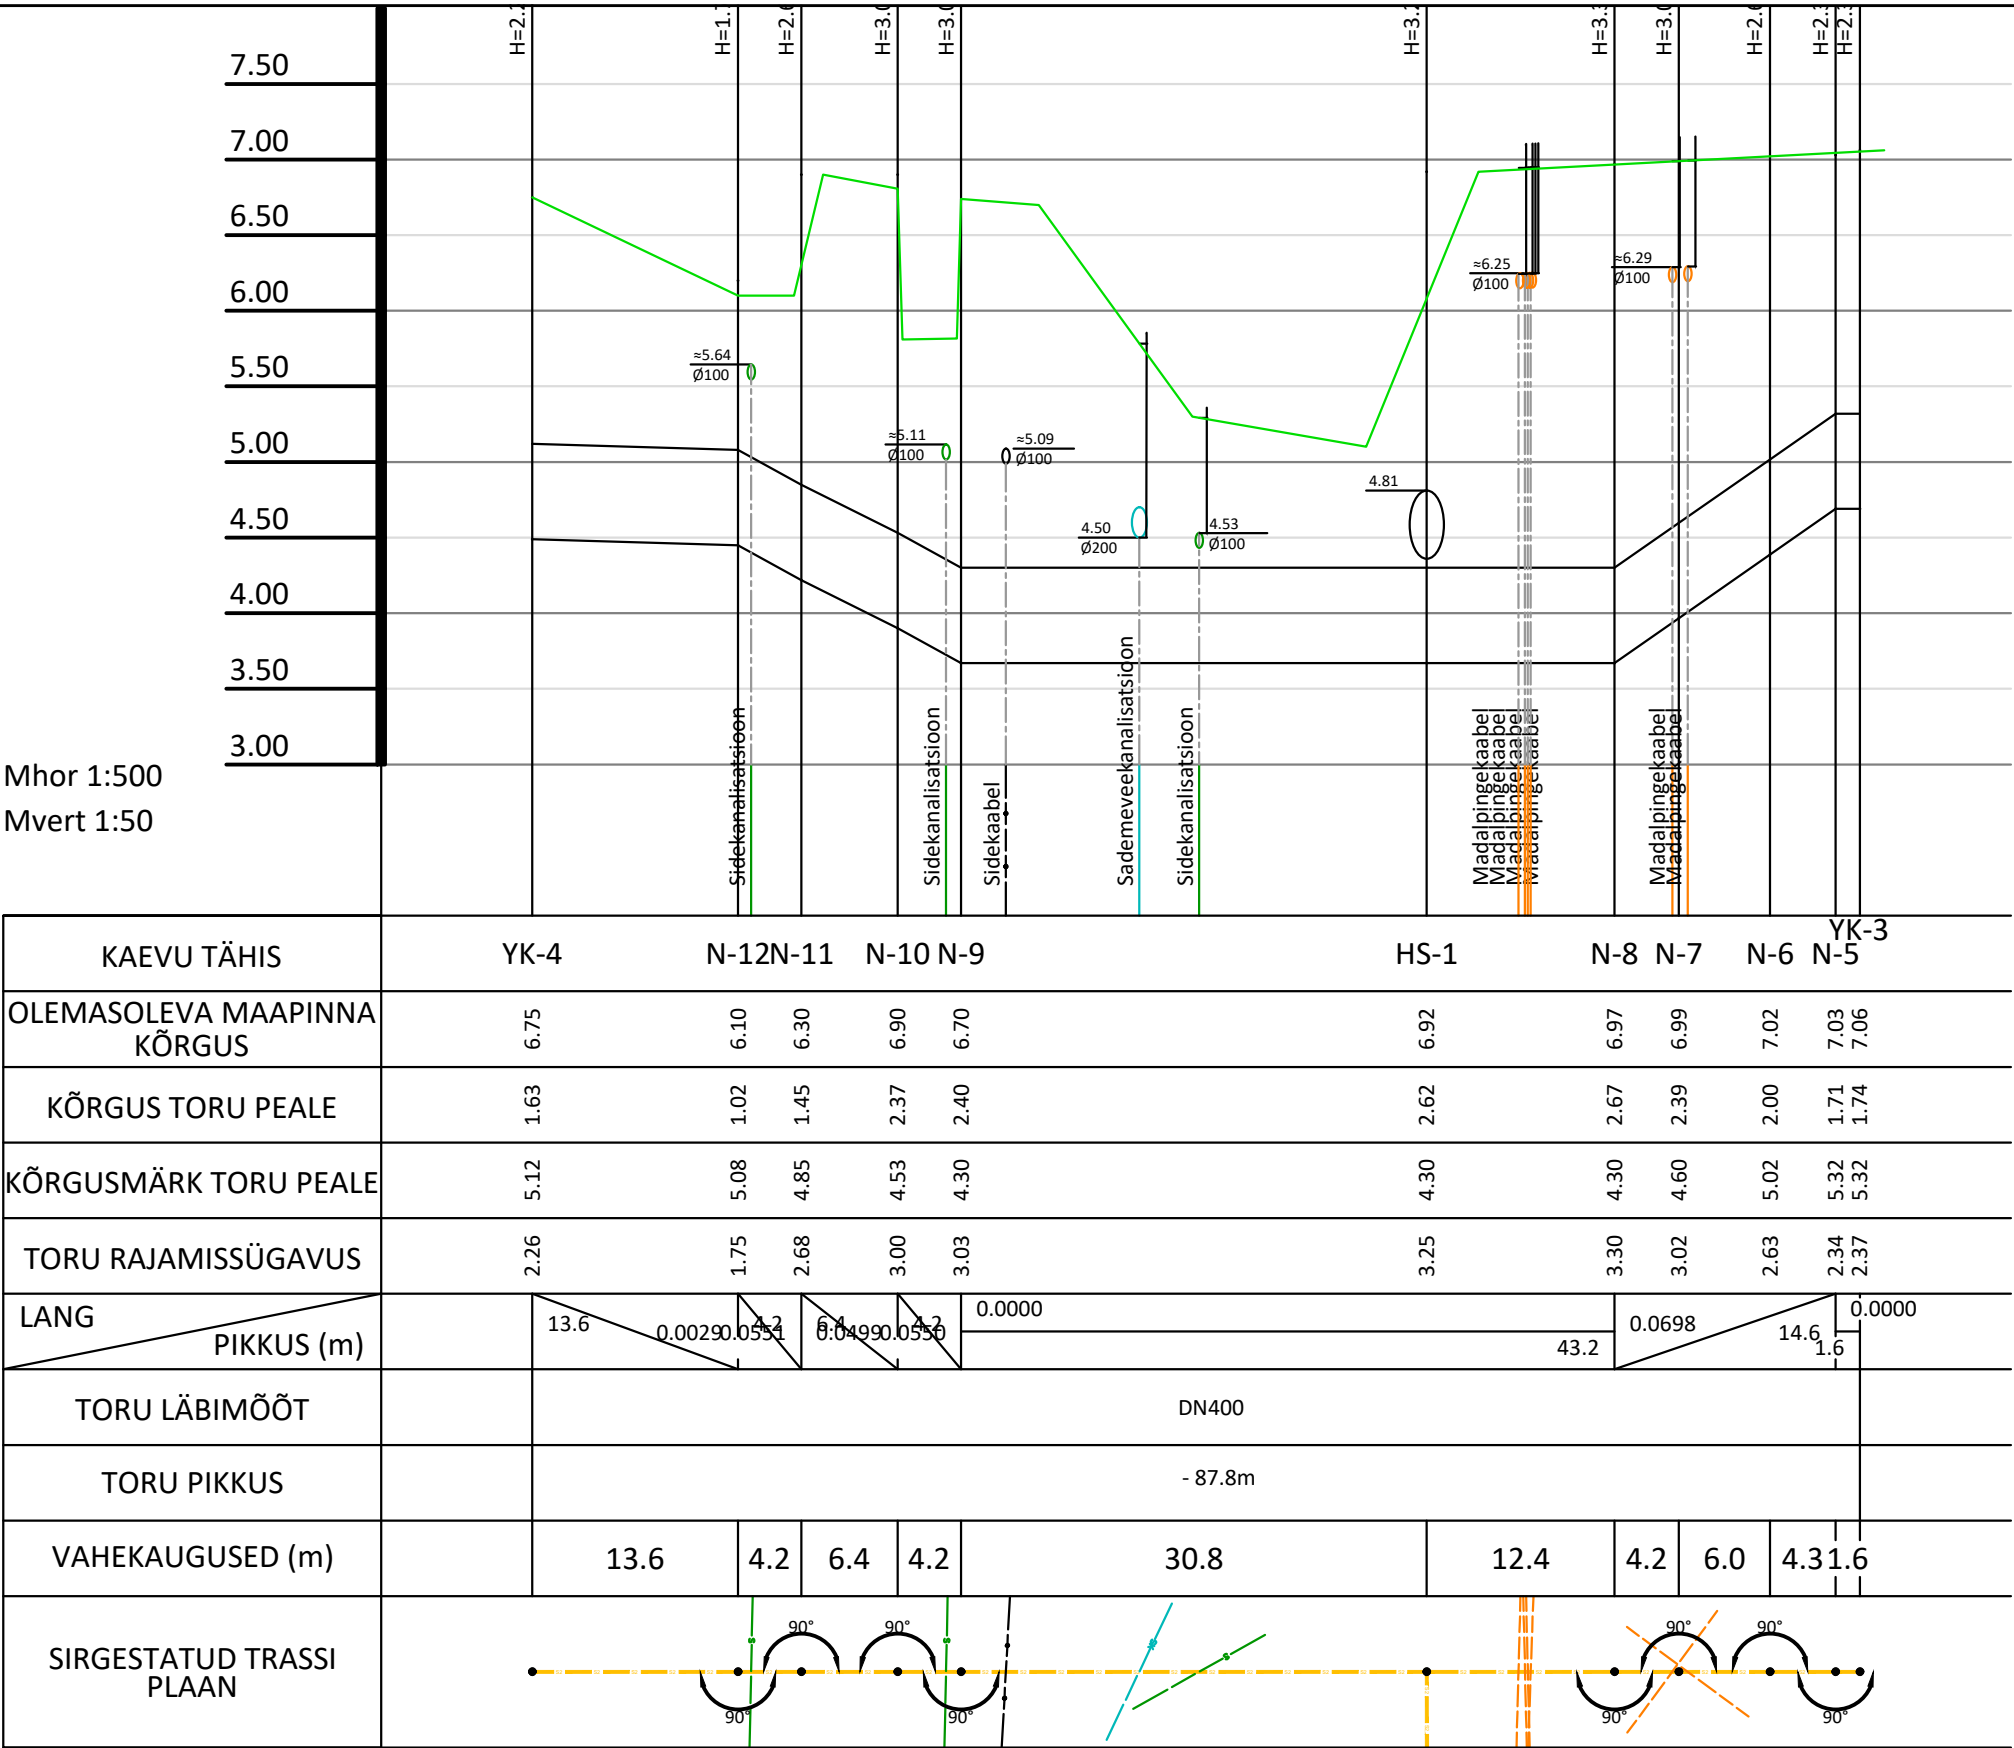 7.50
7.00
6.50
6.00
5.50
5.00
4.50
4.00
3.50
3.00
Mhor 1:500
Mvert 1:50
≈5.64
Ø100
≈5.11
Ø100
≈5.09
Ø100
4.50
Ø200
4.53
Ø100
4.81
≈6.25
Ø100
≈6.29
Ø100
Sidekanalisatsioon
Sidekanalisatsioon
Sidekaabel
Sademeveekanalisatsioon
Sidekanalisatsioon
Madalpingekaabel
Madalpingekaabel
Madalpingekaabel
Madalpingekaabel
Madalpingekaabel
Madalpingekaabel
KAEVU TÄHIS YK-4 N-12 N-11 N-10 N-9 HS-1 N-8 N-7 N-6 N-5 YK-3
OLEMASOLEVA MAAPINNA
KÕRGUS
6.75 6.10 6.30 6.90 6.70 6.92 6.97 6.99 7.02 7.03 7.06
KÕRGUS TORU PEALE 1.63 1.02 1.45 2.37 2.40 2.62 2.67 2.39 2.00 1.71 1.74
KÕRGUSMÄRK TORU PEALE 5.12 5.08 4.85 4.53 4.30 4.30 4.30 4.60 5.02 5.32 5.32
TORU RAJAMISSÜGAVUS 2.26 1.75 2.68 3.00 3.03 3.25 3.30 3.02 2.63 2.34 2.37
LANG
PIKKUS (m)
13.6 0.0029 4.2 0.0551 6.4 0.0499 4.2 0.0550 0.0000 43.2 0.0698 14.6 0.0000 1.6
TORU LÄBIMÕÕT DN400
TORU PIKKUS - 87.8m
VAHEKAUGUSED (m) 13.6 4.2 6.4 4.2 30.8 12.4 4.2 6.0 4.3 1.6
SIRGESTATUD TRASSI
PLAAN
90° 90° 90° 90° 90° 90° 90° 90°